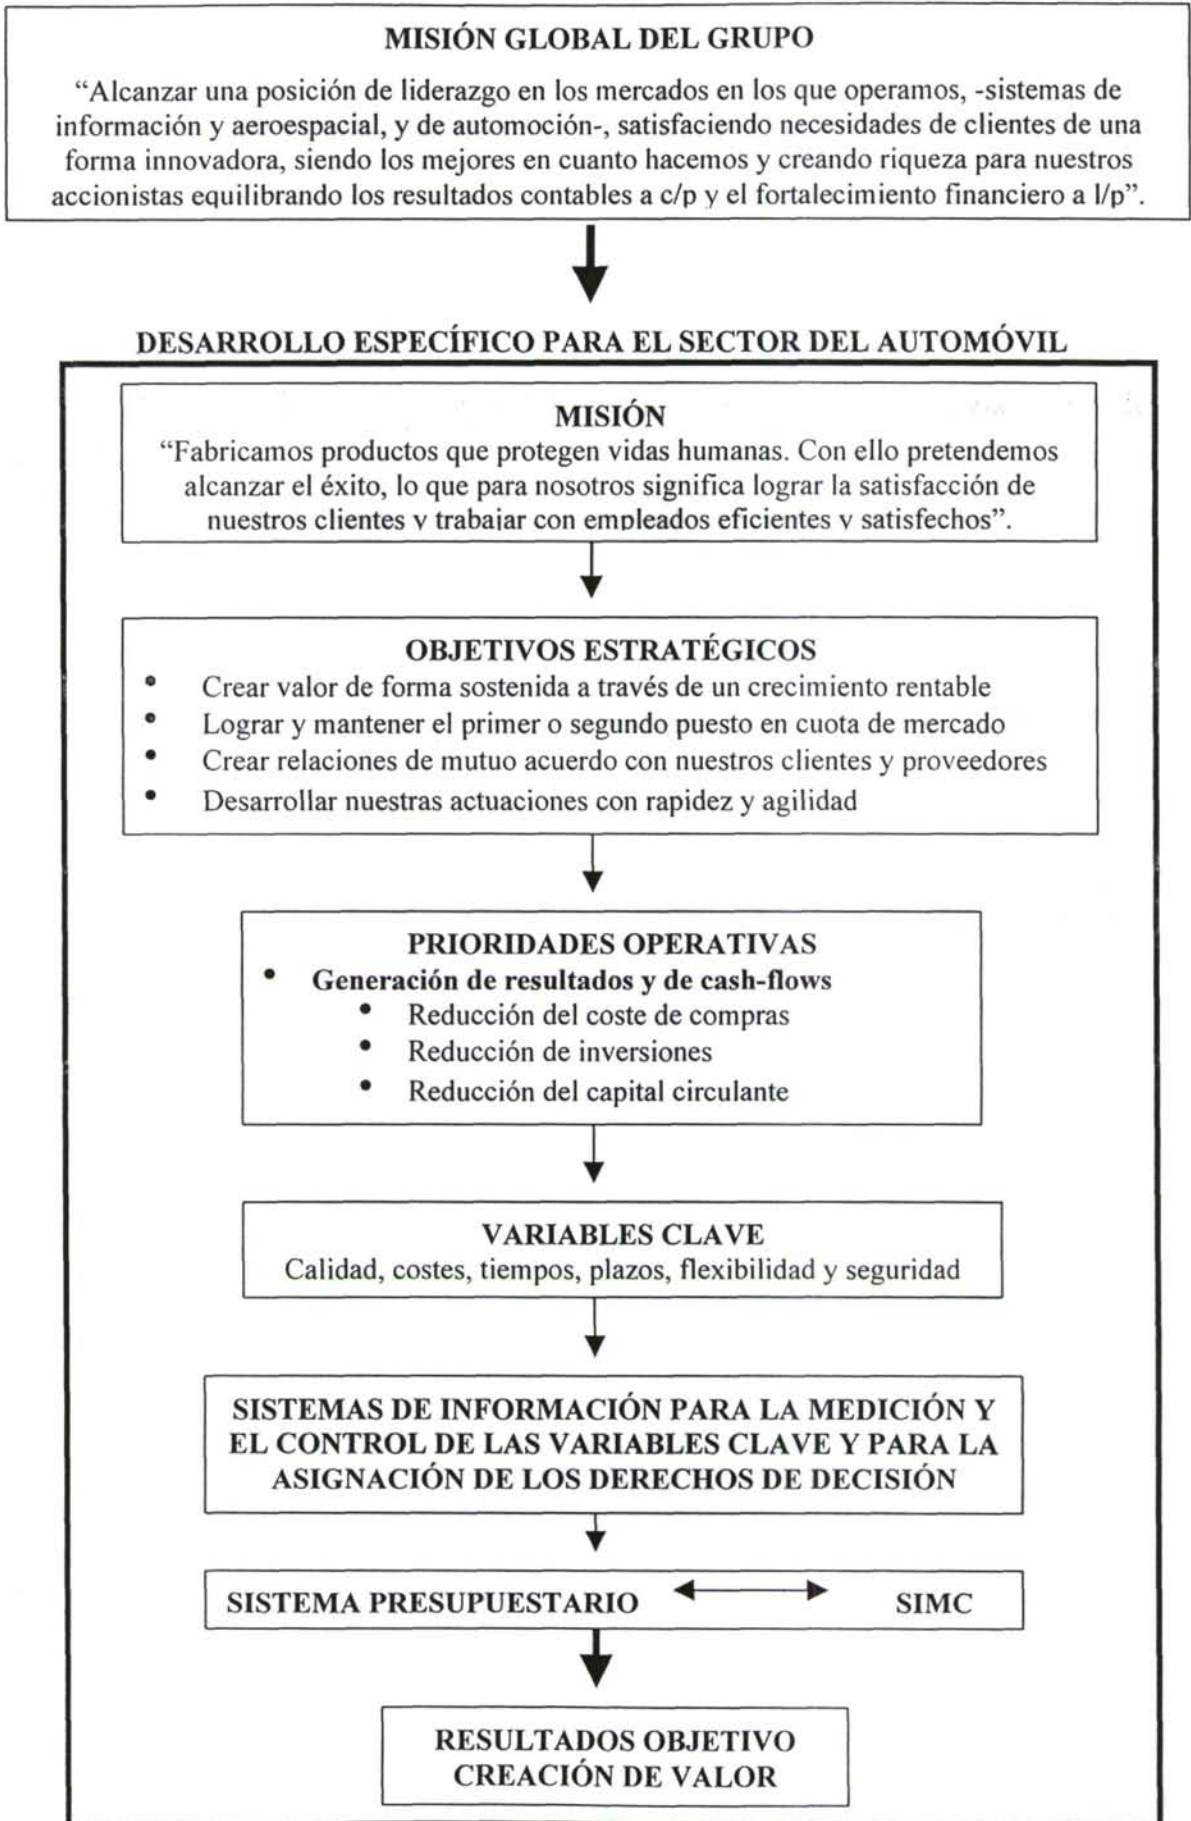 MISIÓN GLOBAL DEL GRUPO
“Alcanzar una posición de liderazgo en los mercados en los que operamos, -sistemas de
información y aeroespacial, y de automoción-, satisfaciendo necesidades de clientes de una
forma innovadora, siendo los mejores en cuanto hacemos y creando riqueza para nuestros
accionistas equilibrando los resultados contables a c/p y el fortalecimiento financiero a l/p”.
DESARROLLO ESPECÍFICO PARA EL SECTOR DEL AUTOMÓVIL
MISIÓN
“Fabricamos productos que protegen vidas humanas. Con ello pretendemos
alcanzar el éxito, lo que para nosotros significa lograr la satisfacción de
nuestros clientes y trabajar con empleados eficientes y satisfechos”.
OBJETIVOS ESTRATÉGICOS
• Crear valor de forma sostenida a través de un crecimiento rentable
• Lograr y mantener el primer o segundo puesto en cuota de mercado
• Crear relaciones de mutuo acuerdo con nuestros clientes y proveedores
• Desarrollar nuestras actuaciones con rapidez y agilidad
PRIORIDADES OPERATIVAS
• Generación de resultados y de cash-flows
• Reducción del coste de compras
• Reducción de inversiones
• Reducción del capital circulante
VARIABLES CLAVE
Calidad, costes, tiempos, plazos, flexibilidad y seguridad
SISTEMAS DE INFORMACIÓN PARA LA MEDICIÓN Y
EL CONTROL DE LAS VARIABLES CLAVE Y PARA LA
ASIGNACIÓN DE LOS DERECHOS DE DECISIÓN
SISTEMA PRESUPUESTARIO SIMC
RESULTADOS OBJETIVO
CREACIÓN DE VALOR